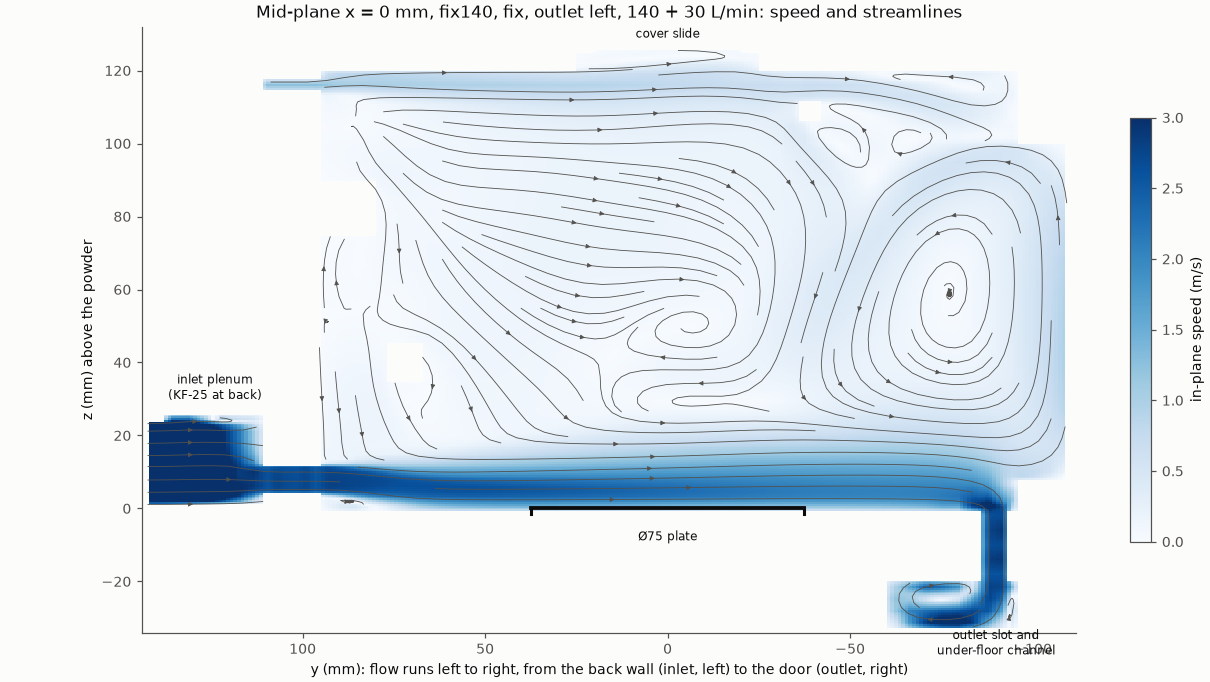 Mid-plane x = 0 mm, fix140, fix, outlet left, 140 + 30 L/min: speed and streamlines
cover slide
120
100
80
60
40
20
0
−20
z (mm) above the powder
inlet plenum
(KF-25 at back)
Ø75 plate
outlet slot and
under-floor channel
100
50
0
−50
−100
y (mm): flow runs left to right, from the back wall (inlet, left) to the door (outlet, right)
3.0
2.5
2.0
1.5
1.0
0.5
0.0
in-plane speed (m/s)